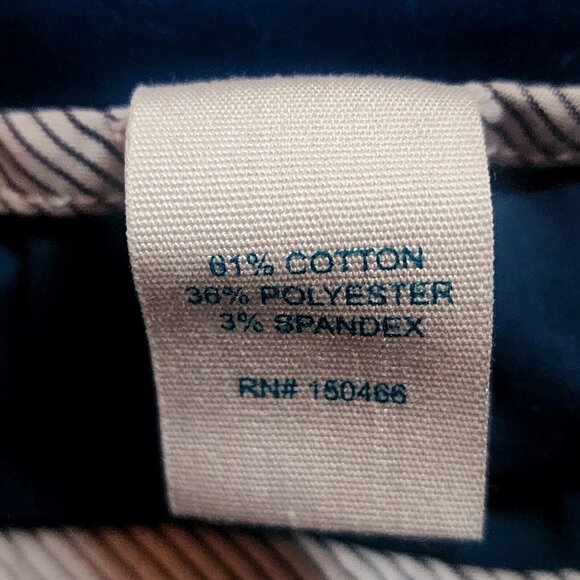 61% COTTON
36% POLYESTER
3% SPANDEX
RN# 150466